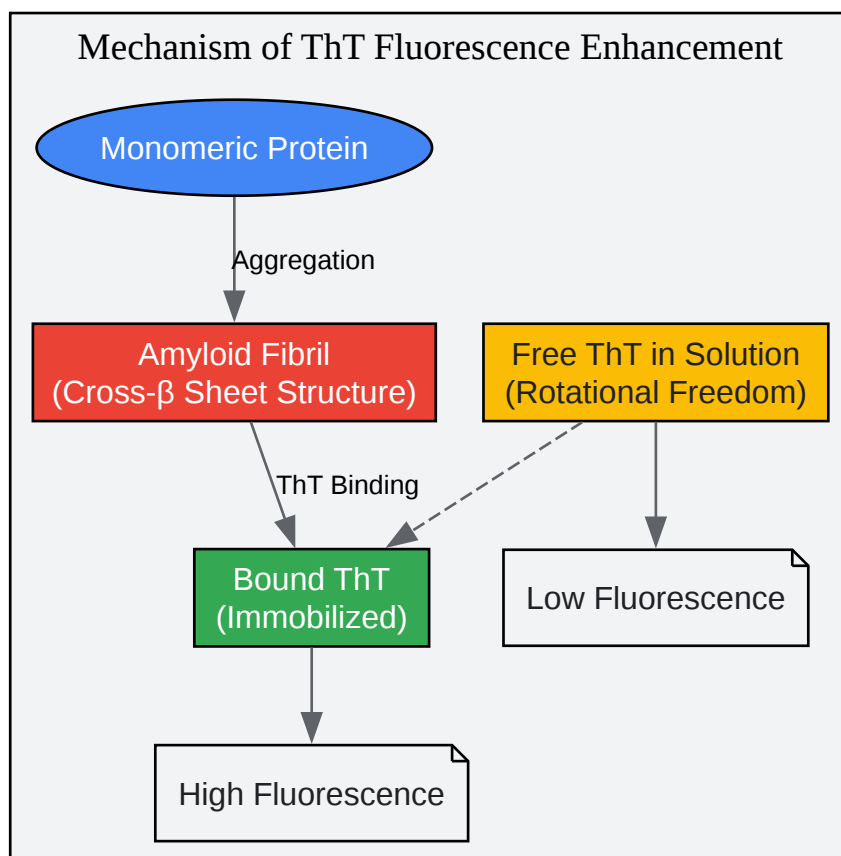 Mechanism of ThT Fluorescence Enhancement
Monomeric Protein
Aggregation
Amyloid Fibril
(Cross-β Sheet Structure)
Free ThT in Solution
(Rotational Freedom)
ThT Binding
Bound ThT
(Immobilized)
Low Fluorescence
High Fluorescence